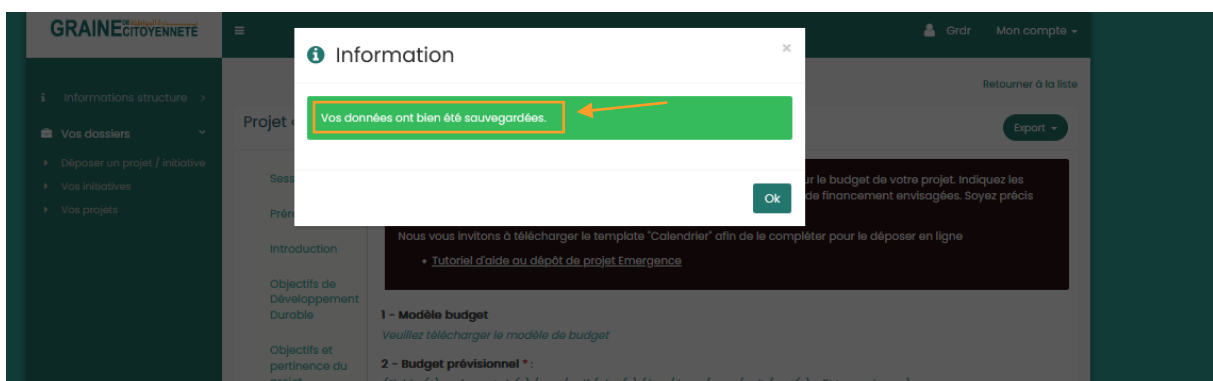 GRAINE DE CITOYENNETÉ
Grdr Mon compte
Information
×
Informations structure
Retourner à la liste
Vos dossiers
Projet
Vos données ont bien été sauvegardées.
Export
Déposer un projet / initiative
Vos initiatives
Vos projets
Sess
ur le budget de votre projet. Indiquez les
de financement envisagées. Soyez précis
Ok
Prére
Nous vous invitons à télécharger le template "Calendrier" afin de le compléter pour le déposer en ligne
Introduction
• Tutoriel d'aide au dépôt de projet Emergence
Objectifs de
Développement
Durable
1 - Modèle budget
Veuillez télécharger le modèle de budget
Objectifs et
pertinence du
2 - Budget prévisionnel * :